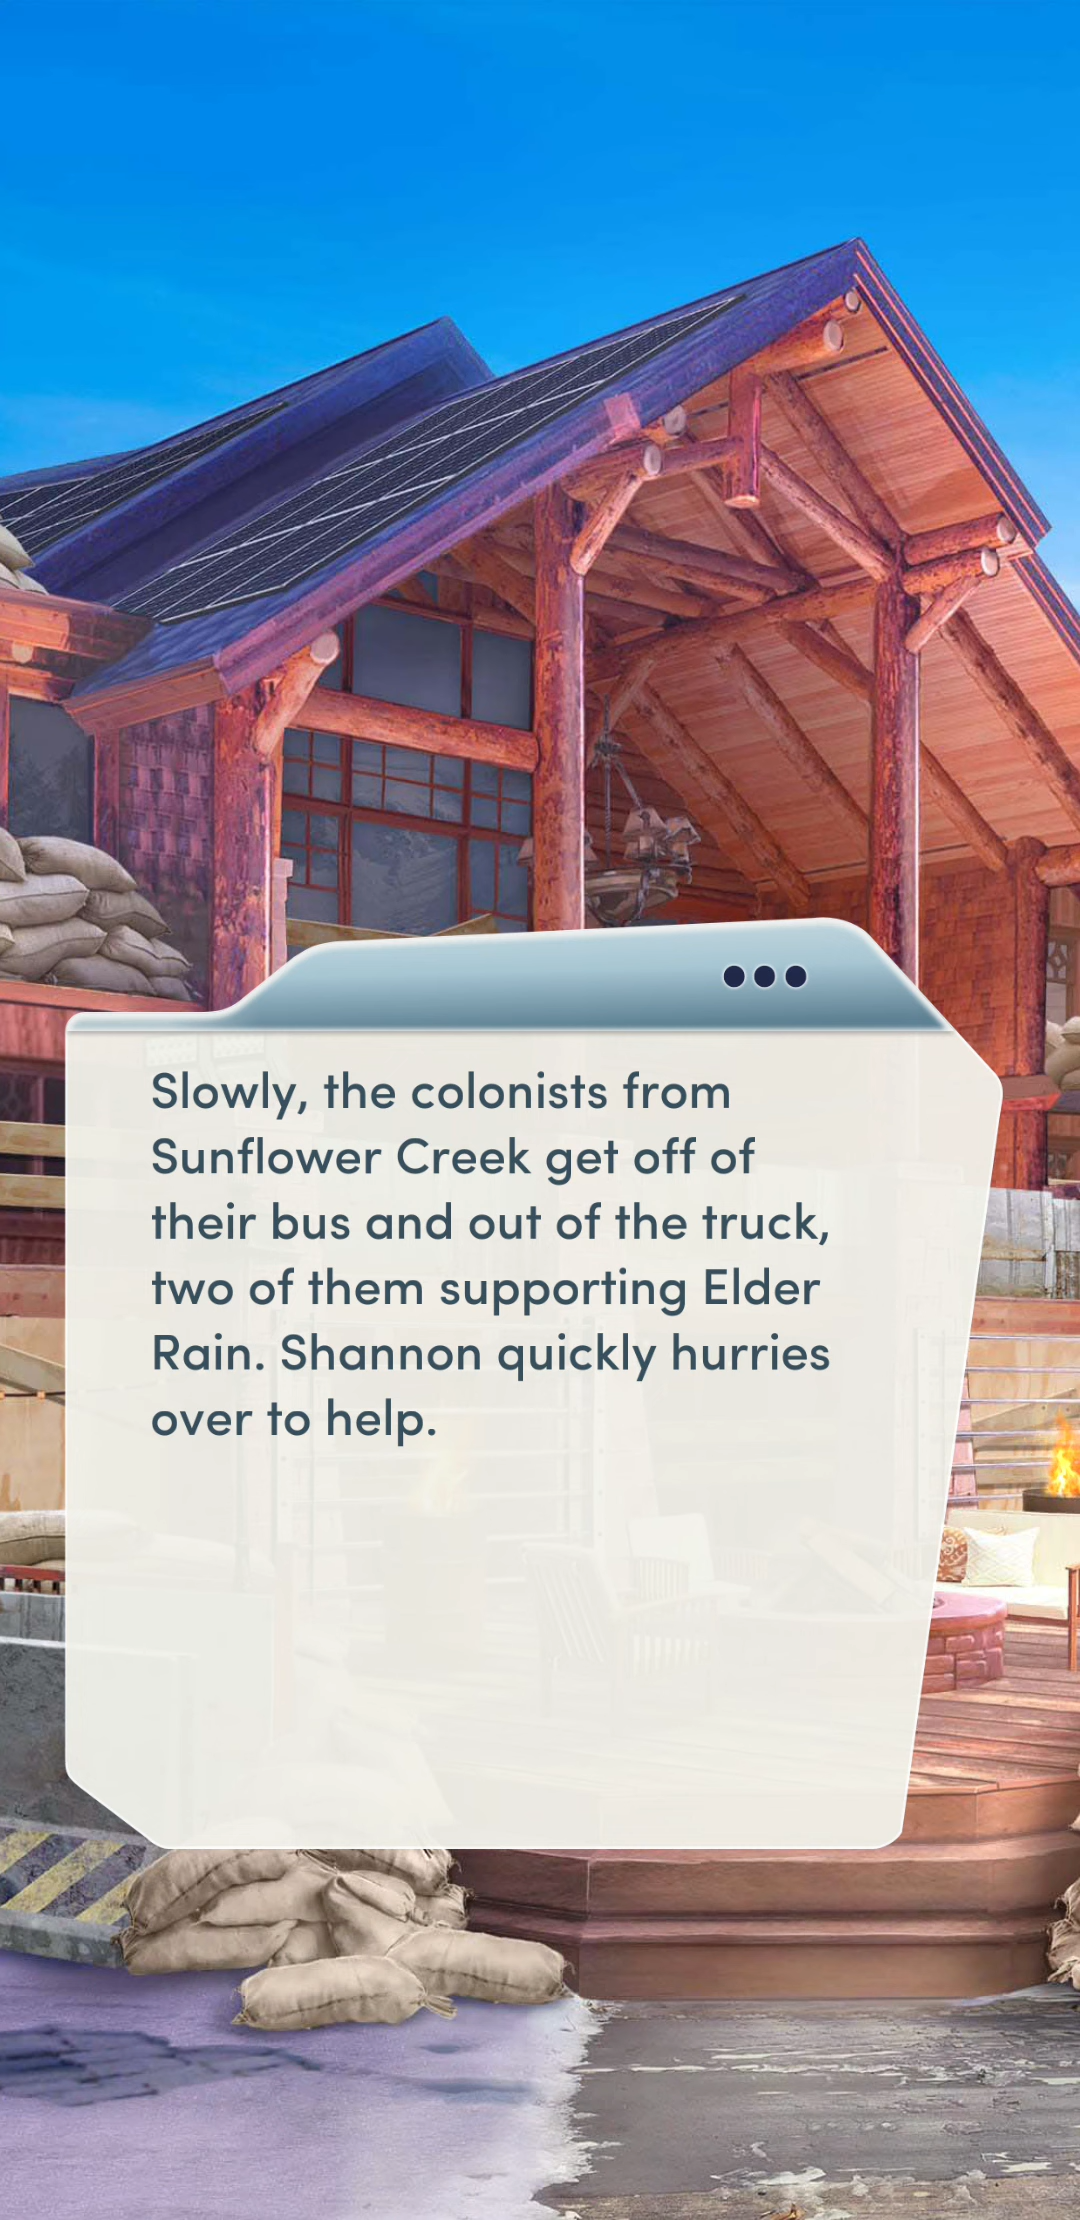 Slowly, the colonists from
Sunflower Creek get off of
their bus and out of the truck,
two of them supporting Elder
Rain. Shannon quickly hurries
over to help.